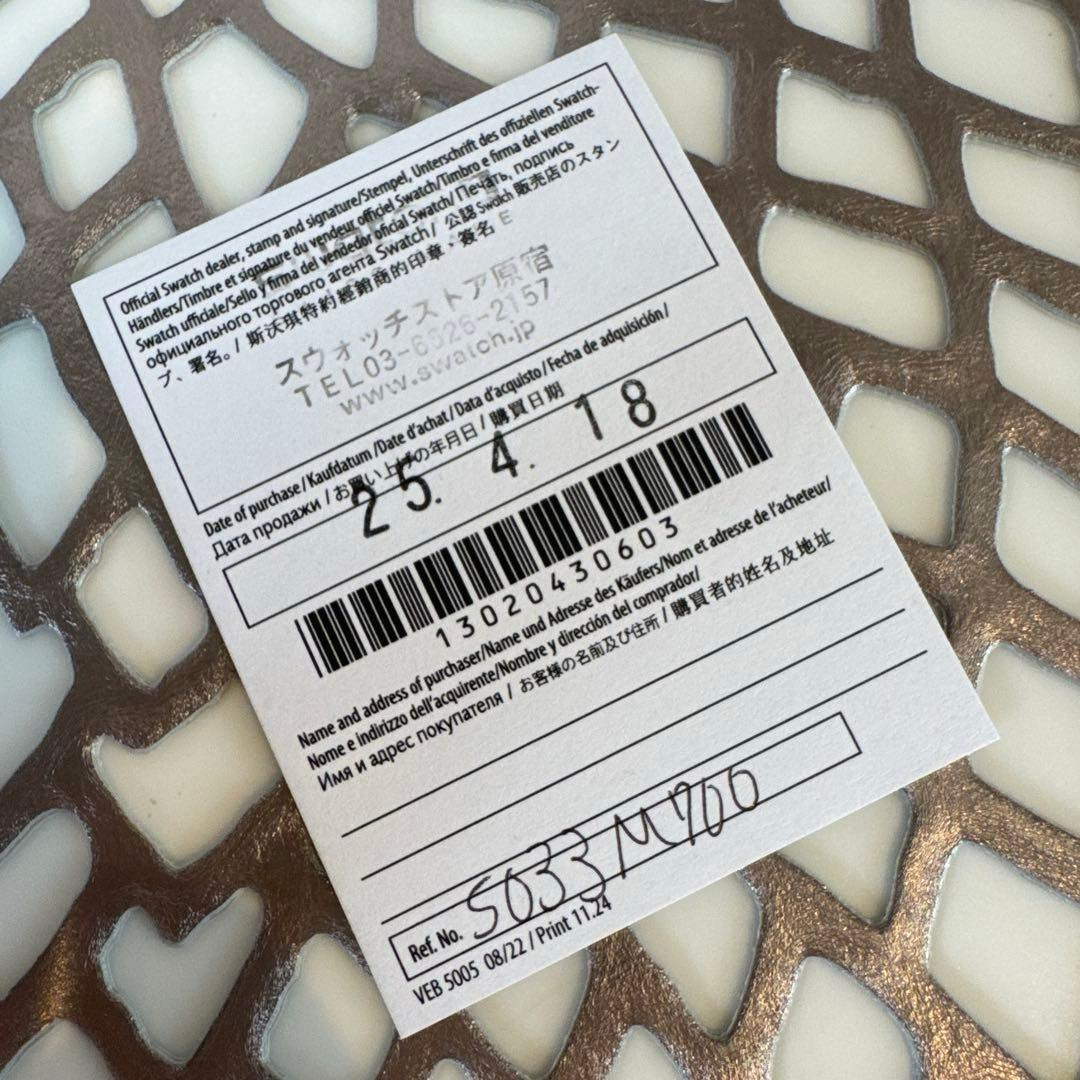 Official Swatch dealer, stamp and signature/Stempel, Unterschrift des offiziellen Swatch-
Händlers/Timbre et signature du vendeur officiel Swatch/Timbro e firma del venditore
Swatch ufficiale/Sello y firma del vendedor oficial Swatch/ Печать, подпись
официального торгового агента Swatch/ 公認 Swatch 販売店のスタン
プ、署名。/ 斯沃琪特約經銷商的印章、簽名 E
スウォッチストア原宿
TEL03-6626-2157
www.swatch.jp
Date of purchase/Kaufdatum/Date d'achat/Data d'acquisto/Fecha de adquisición/
Дата продажи /お買い上げの年月日/購買日期
25. 4. 18
13020430603
Name and address of purchaser/Name und Adresse des Käufers/Nom et adresse de l'acheteur/
Nome e indirizzo dell'acquirente/Nombre y dirección del comprador/
Имя и адрес покупателя / お客様の名前及び住所 / 購買者的姓名及地址
Ref. No. SO33M700
VEB 5005 08/22 / Print 11.24